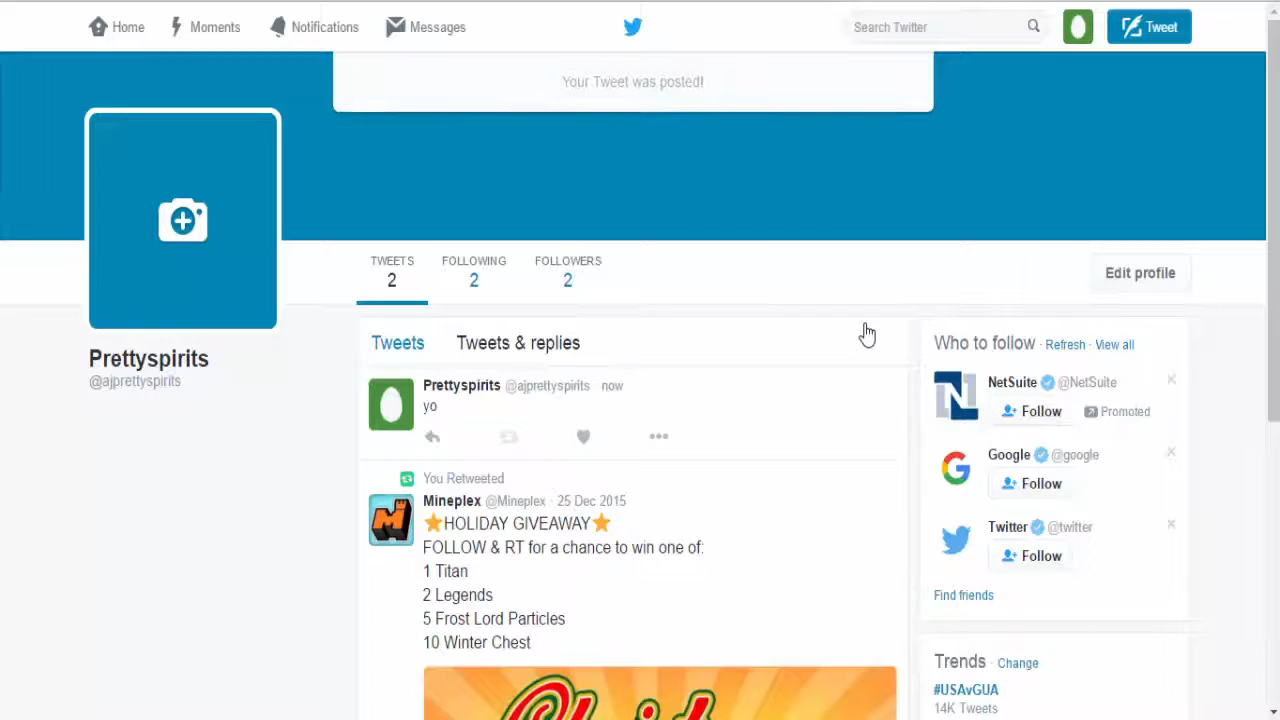 Home
Moments
Notifications
Messages
Search Twitter
Tweet
Your Tweet was posted!
TWEETS
2
FOLLOWING
2
FOLLOWERS
2
Edit profile
Prettyspirits
@ajprettyspirits
Tweets
Tweets & replies
Prettyspirits @ajprettyspirits now
yo
You Retweeted
Mineplex @Mineplex · 25 Dec 2015
⭐HOLIDAY GIVEAWAY⭐
FOLLOW & RT for a chance to win one of:
1 Titan
2 Legends
5 Frost Lord Particles
10 Winter Chest
Who to follow · Refresh · View all
NetSuite @NetSuite
Follow
Promoted
Google @google
Follow
Twitter @twitter
Follow
Find friends
Trends · Change
#USAvGUA
14K Tweets